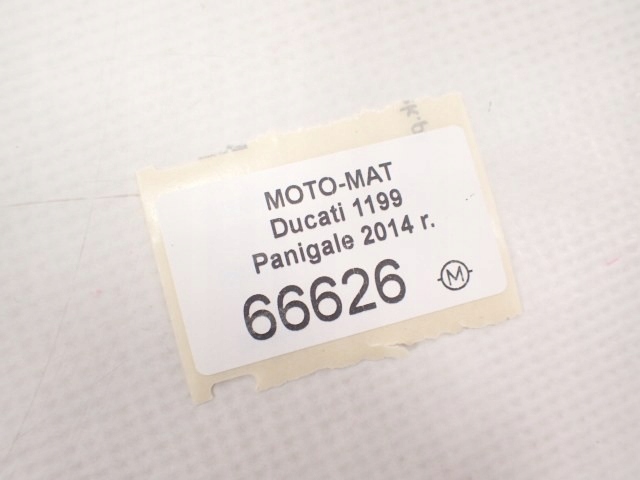 MOTO-MAT
Ducati 1199
Panigale 2014 r.
66626
M